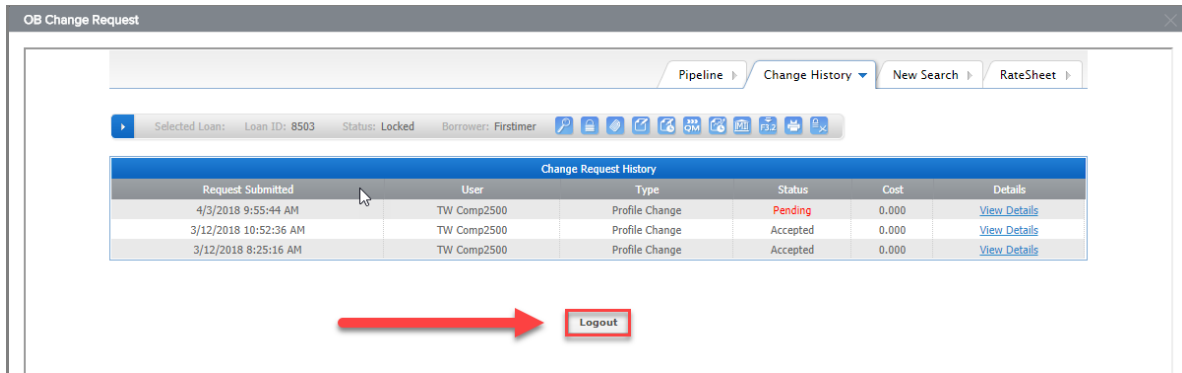 OB Change Request
Pipeline Change History New Search RateSheet
Selected Loan: Loan ID: 8503 Status: Locked Borrower: Firstimer QM MI F3.2
Change Request History
Request Submitted User Type Status Cost Details
4/3/2018 9:55:44 AM TW Comp2500 Profile Change Pending 0.000 View Details
3/12/2018 10:52:36 AM TW Comp2500 Profile Change Accepted 0.000 View Details
3/12/2018 8:25:16 AM TW Comp2500 Profile Change Accepted 0.000 View Details
Logout